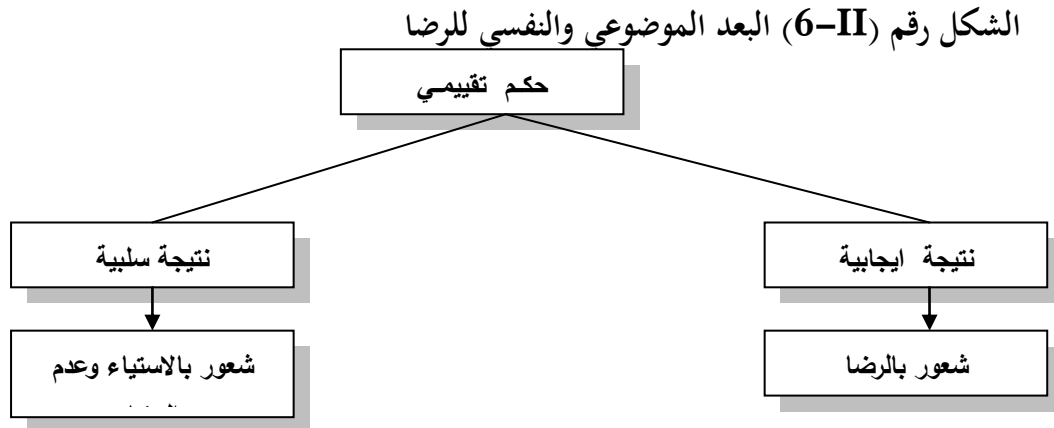 الشكل رقم (II–6) البعد الموضوعي والنفسي للرضا
حكم تقييمي
نتيجة ايجابية
نتيجة سلبية
شعور بالرضا
شعور بالاستياء وعدم